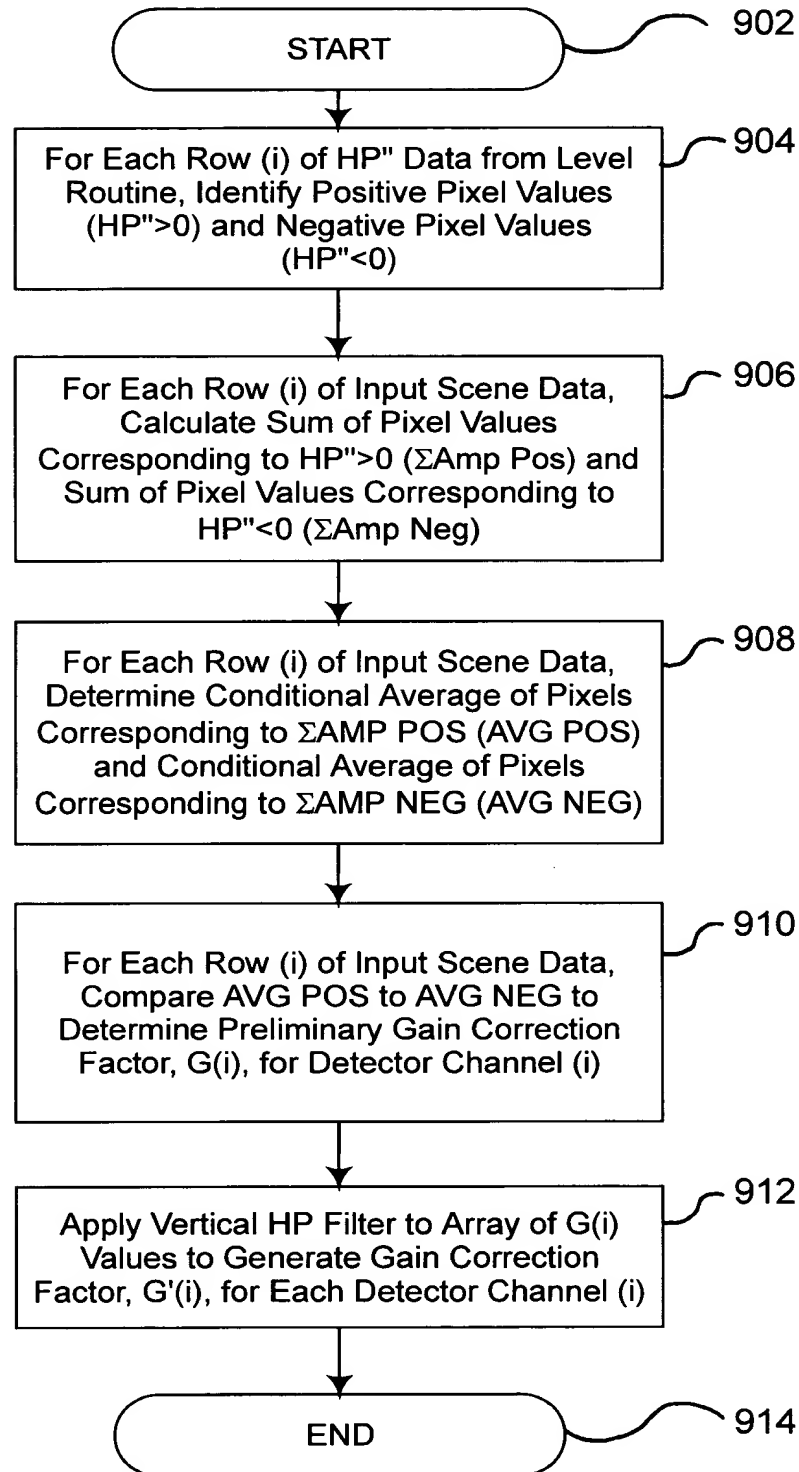 START
902
For Each Row (i) of HP" Data from Level
Routine, Identify Positive Pixel Values
(HP">0) and Negative Pixel Values
(HP"<0)
904
For Each Row (i) of Input Scene Data,
Calculate Sum of Pixel Values
Corresponding to HP">0 (ΣAmp Pos) and
Sum of Pixel Values Corresponding to
HP"<0 (ΣAmp Neg)
906
For Each Row (i) of Input Scene Data,
Determine Conditional Average of Pixels
Corresponding to ΣAMP POS (AVG POS)
and Conditional Average of Pixels
Corresponding to ΣAMP NEG (AVG NEG)
908
For Each Row (i) of Input Scene Data,
Compare AVG POS to AVG NEG to
Determine Preliminary Gain Correction
Factor, G(i), for Detector Channel (i)
910
Apply Vertical HP Filter to Array of G(i)
Values to Generate Gain Correction
Factor, G'(i), for Each Detector Channel (i)
912
END
914